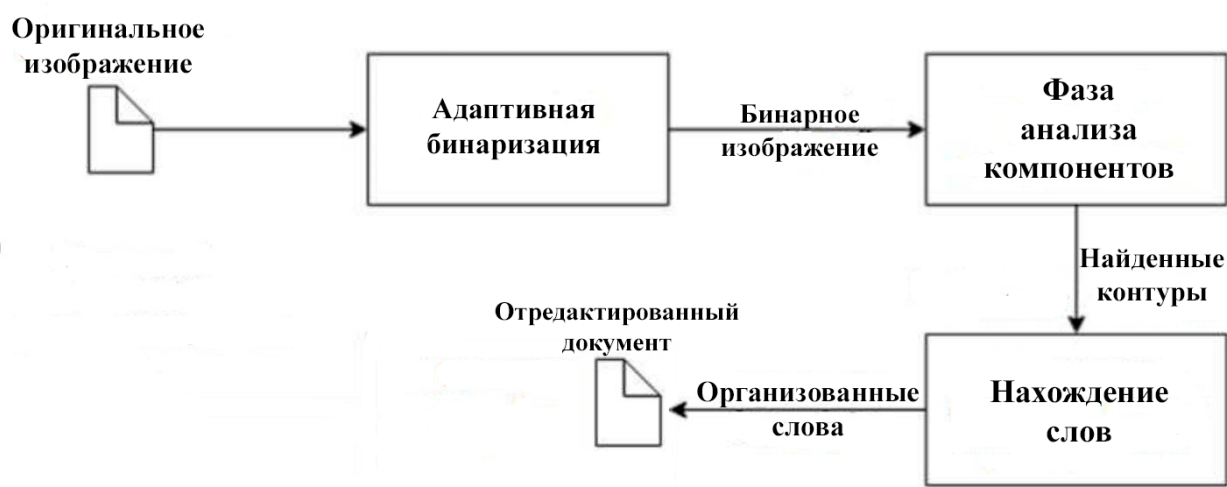 Оригинальное
изображение
Адаптивная
бинаризация
Бинарное
изображение
Фаза
анализа
компонентов
Найденные
контуры
Нахождение
слов
Организованные
слова
Отредактированный
документ